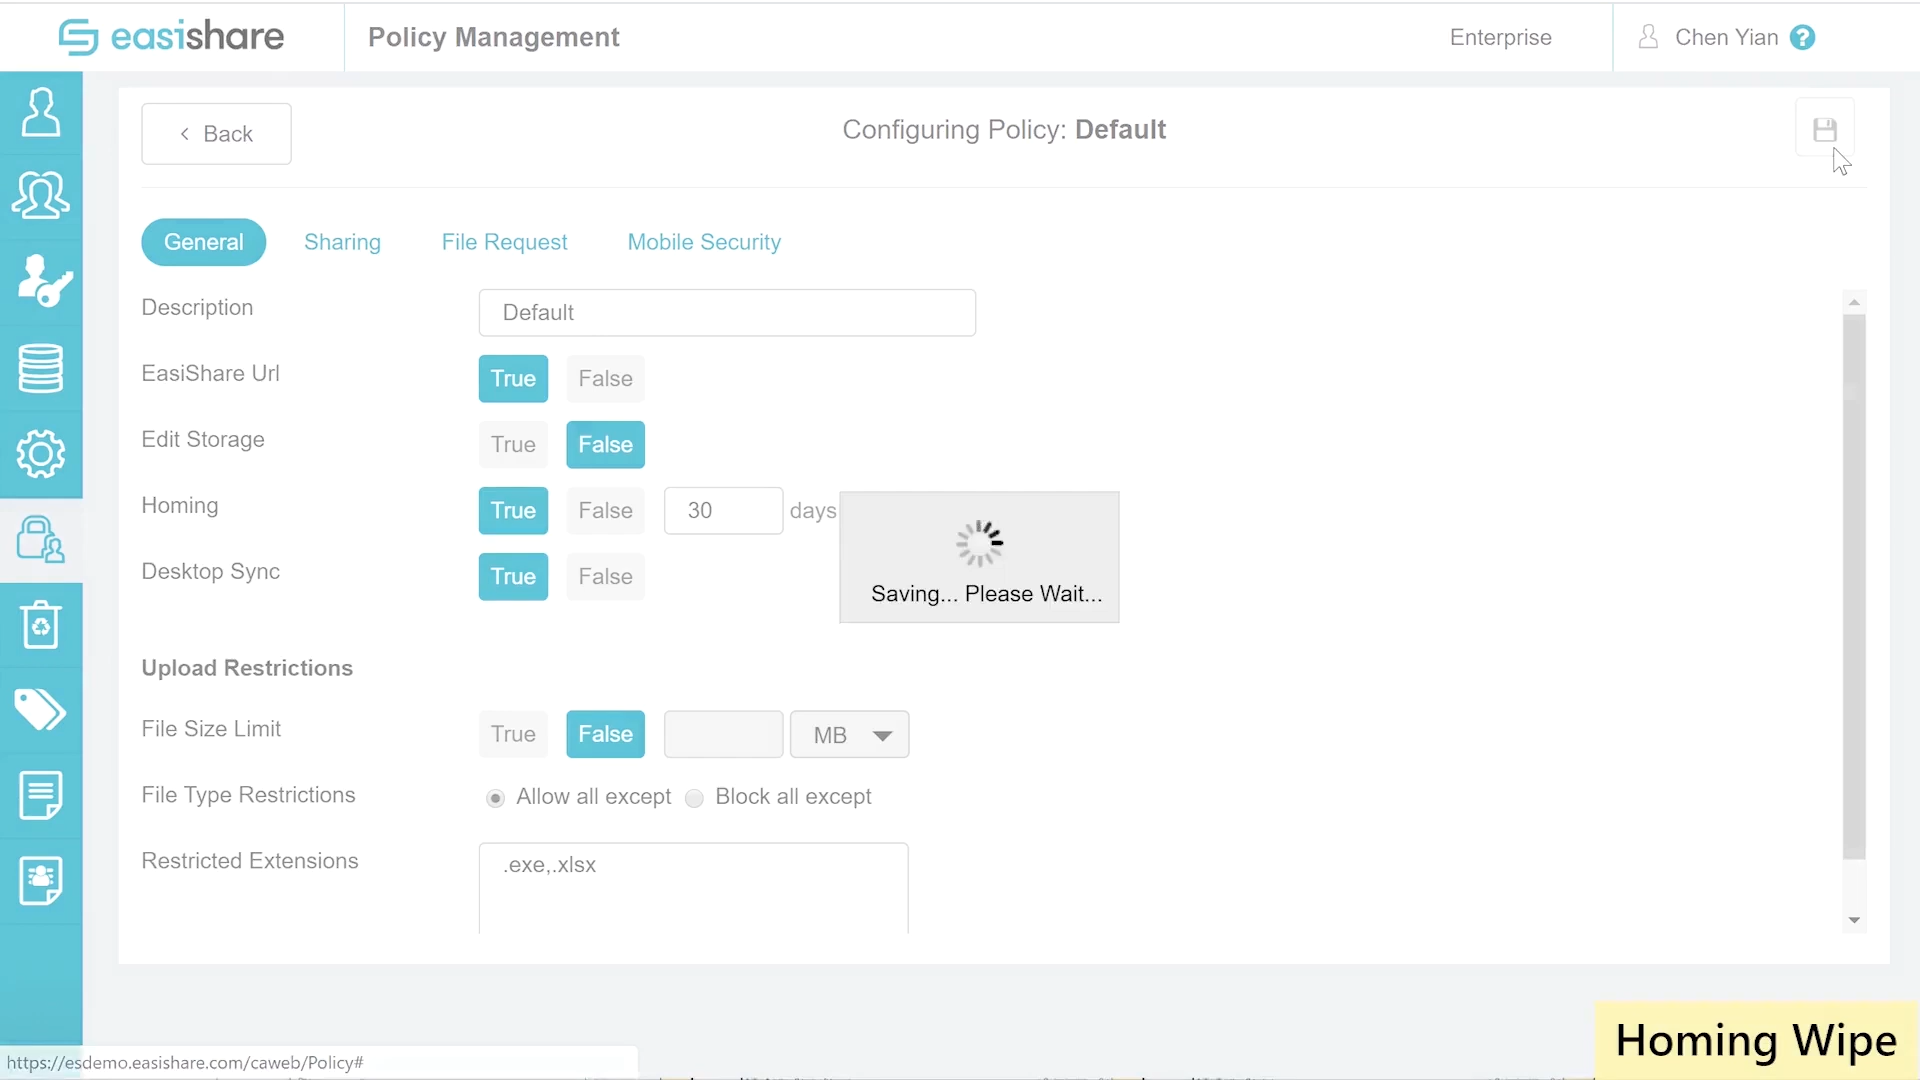 easishare
Policy Management
Enterprise
Chen Yian ?
< Back
Configuring Policy: Default
General
Sharing
File Request
Mobile Security
Description
Default
EasiShare Url
True
False
Edit Storage
True
False
Homing
True
False
30
days
Desktop Sync
True
False
Saving... Please Wait...
Upload Restrictions
File Size Limit
True
False
MB
File Type Restrictions
Allow all except
Block all except
Restricted Extensions
.exe,.xlsx
https://esdemo.easishare.com/caweb/Policy#
Homing Wipe